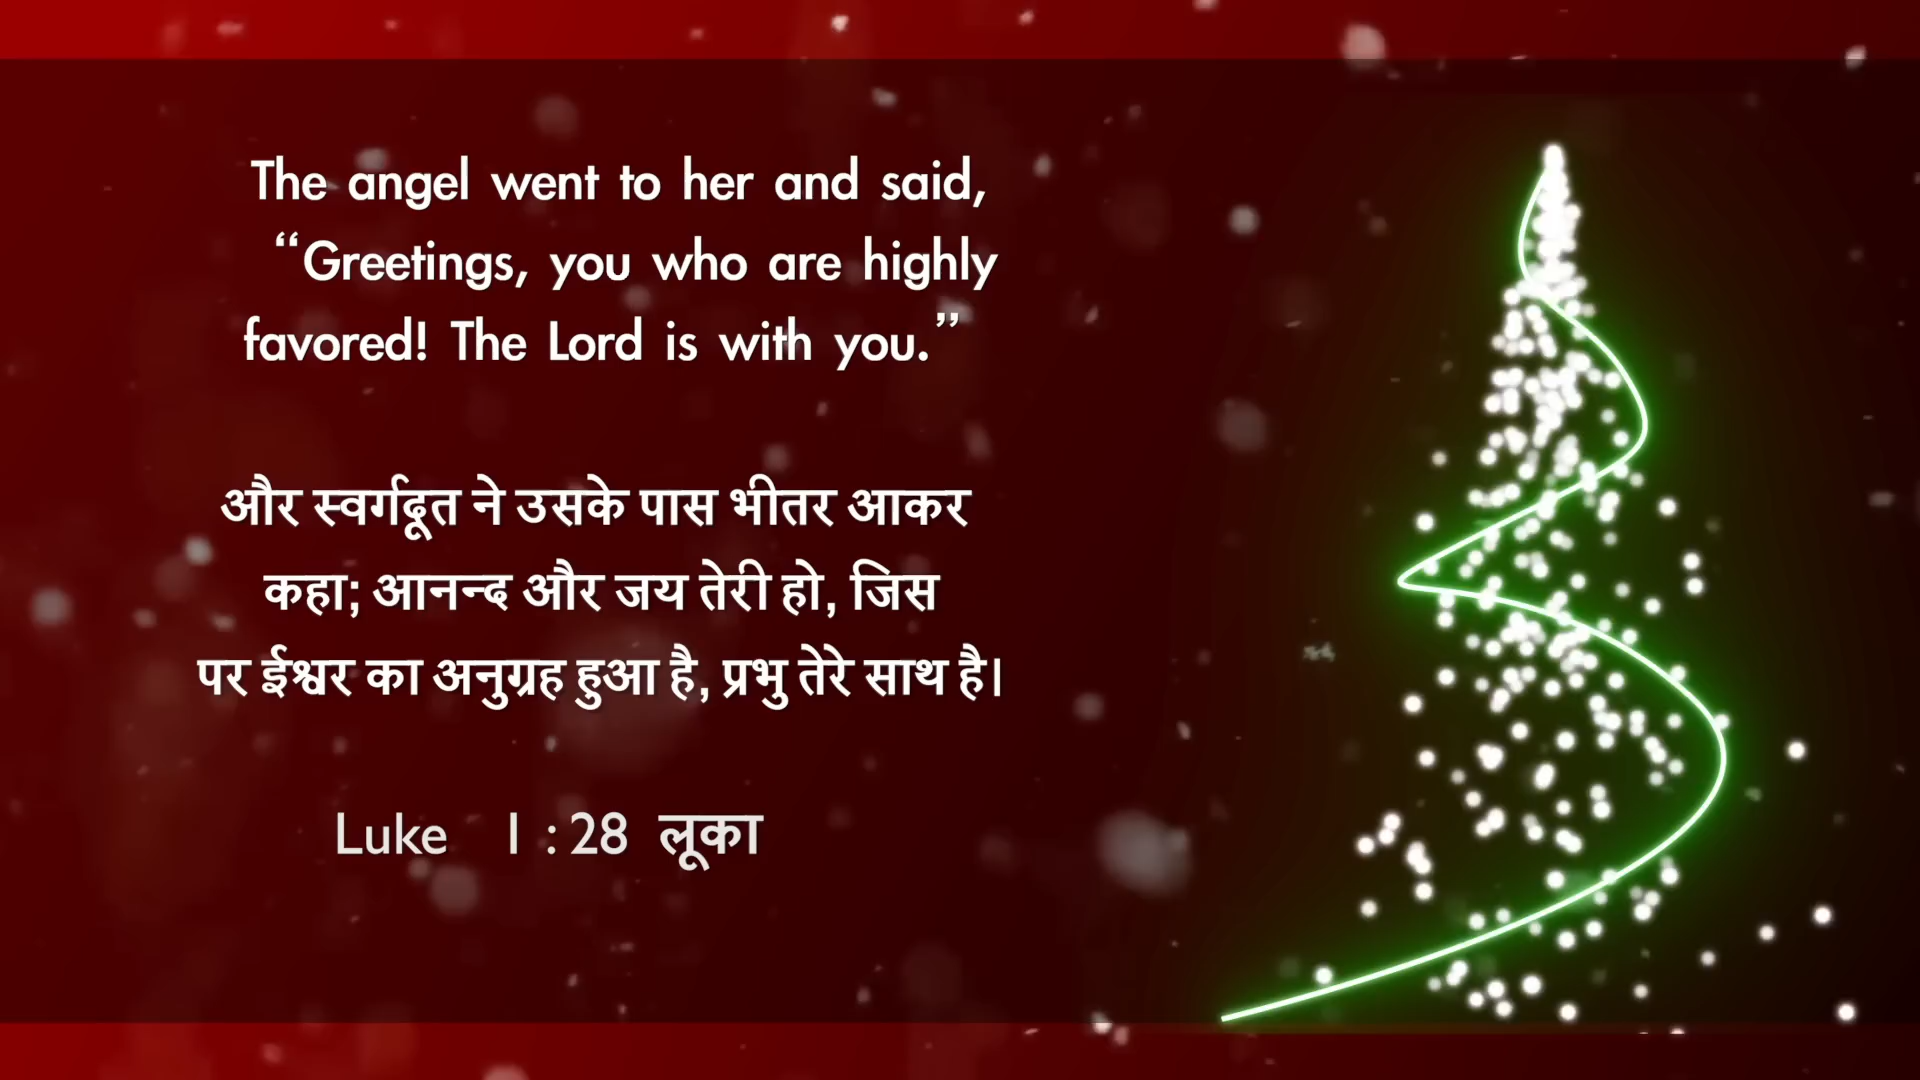 The angel went to her and said,
“Greetings, you who are highly
favored! The Lord is with you.”
और स्वर्गदूत ने उसके पास भीतर आकर
कहा; आनन्द और जय तेरी हो, जिस
पर ईश्वर का अनुग्रह हुआ है, प्रभु तेरे साथ है।
Luke 1 : 28 लूका